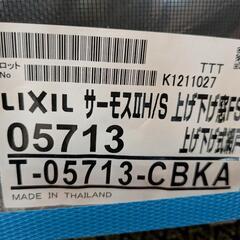 TTT
ロット
No
K1211027
LIXIL サーモスⅡH/S 上げ下げ窓FS
05713
上げ下げ式網戸
T-05713-CBKA
MADE IN THAILAND